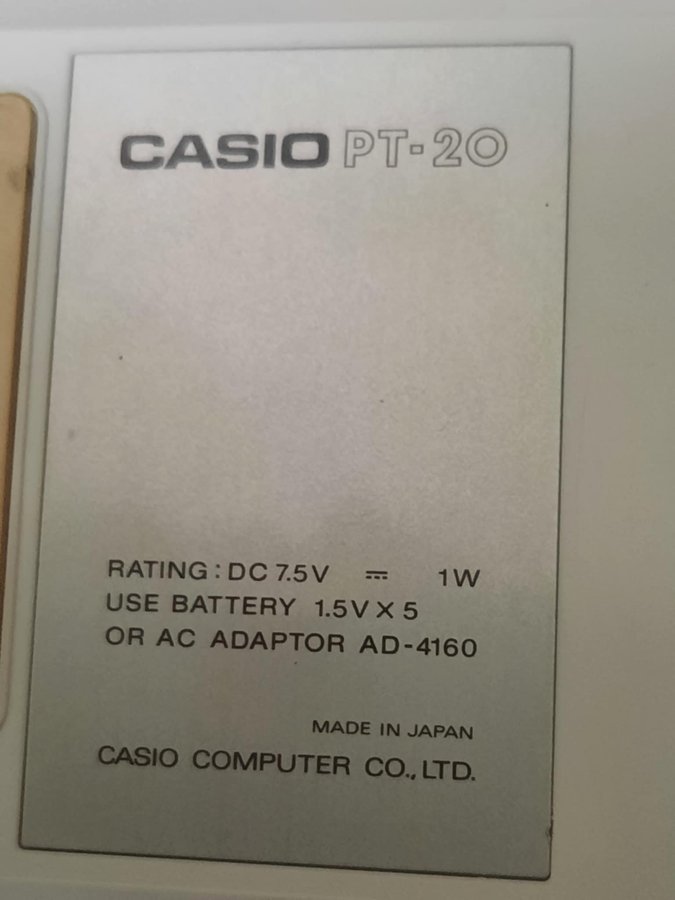 CASIO PT-20
RATING: DC 7.5V ⎓ 1W
USE BATTERY 1.5V X 5
OR AC ADAPTOR AD-4160
MADE IN JAPAN
CASIO COMPUTER CO., LTD.